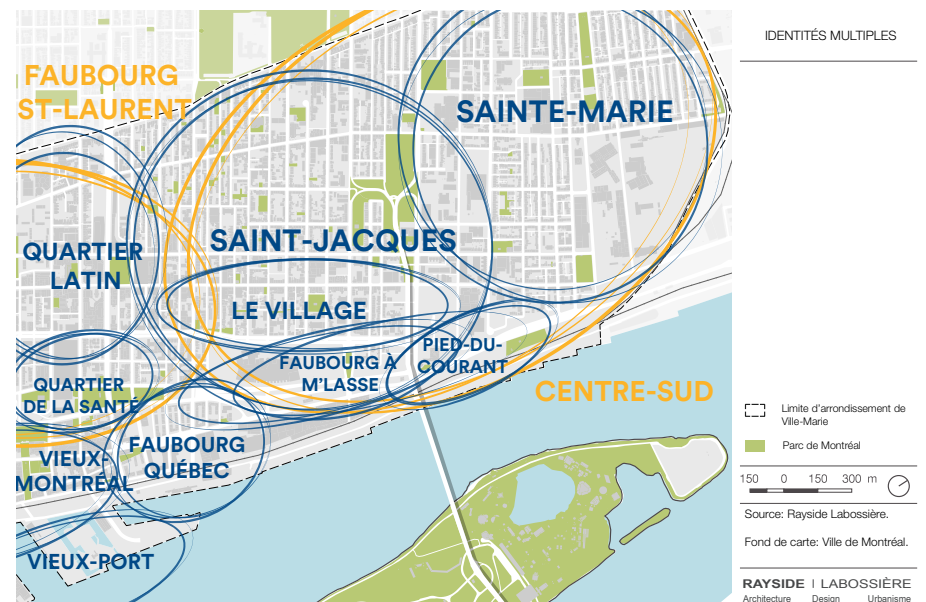 IDENTITÉS MULTIPLES
FAUBOURG
ST-LAURENT
SAINTE-MARIE
QUARTIER
LATIN
SAINT-JACQUES
LE VILLAGE
PIED-DU-
COURANT
FAUBOURG À
M'LASSE
QUARTIER
DE LA SANTÉ
CENTRE-SUD
FAUBOURG
QUÉBEC
VIEUX-
MONTRÉAL
VIEUX-PORT
Limite d'arrondissement de
Ville-Marie
Parc de Montréal
150 0 150 300 m
Source: Rayside Labossière.
Fond de carte: Ville de Montréal.
RAYSIDE | LABOSSIÈRE
Architecture Design Urbanisme